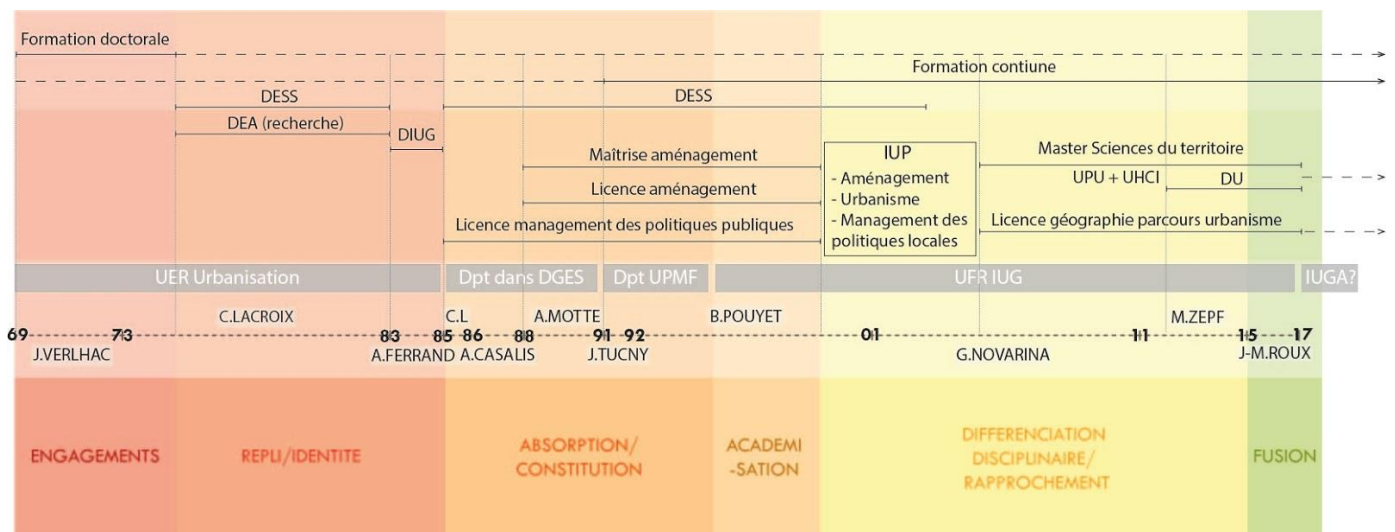 Formation doctorale
Formation contiune
DESS
DESS
DEA (recherche)
DIUG
Maîtrise aménagement
Licence aménagement
Licence management des politiques publiques
IUP
- Aménagement
- Urbanisme
- Management des
politiques locales
Master Sciences du territoire
UPU + UHCI
DU
Licence géographie parcours urbanisme
UER Urbanisation
Dpt dans DGES
Dpt UPMF
UFR IUG
IUGA?
C.LACROIX
C.L
A.MOTTE
B.POUYET
M.ZEPF
69 73 83 85 86 88 91 92 01 11 15 17
J.VERLHAC
A.FERRAND
A.CASALIS
J.TUCNY
G.NOVARINA
J-M.ROUX
ENGAGEMENTS
REPLI/IDENTITE
ABSORPTION/
CONSTITUTION
ACADEMI
-SATION
DIFFERENCIATION
DISCIPLINAIRE/
RAPPROCHEMENT
FUSION